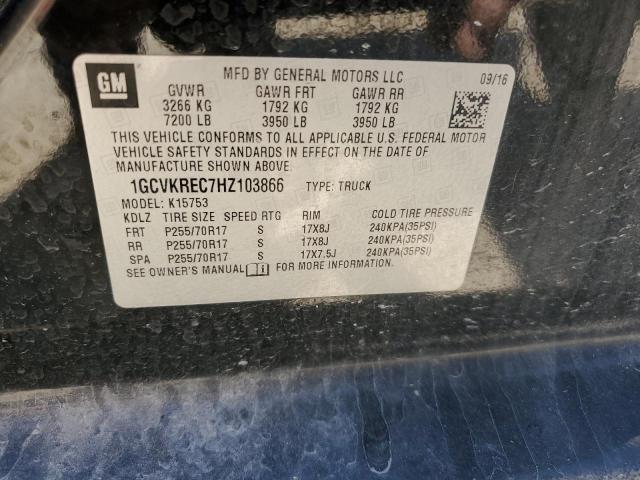 GM
MFD BY GENERAL MOTORS LLC 09/16
GVWR GAWR FRT GAWR RR
3266 KG 1792 KG 1792 KG
7200 LB 3950 LB 3950 LB
THIS VEHICLE CONFORMS TO ALL APPLICABLE U.S. FEDERAL MOTOR
VEHICLE SAFETY STANDARDS IN EFFECT ON THE DATE OF
MANUFACTURE SHOWN ABOVE.
1GCVKREC7HZ103866 TYPE: TRUCK
MODEL: K15753
KDLZ TIRE SIZE SPEED RTG RIM COLD TIRE PRESSURE
FRT P255/70R17 S 17X8J 240KPA(35PSI)
RR P255/70R17 S 17X8J 240KPA(35PSI)
SPA P255/70R17 S 17X7.5J 240KPA(35PSI)
SEE OWNER'S MANUAL FOR MORE INFORMATION.